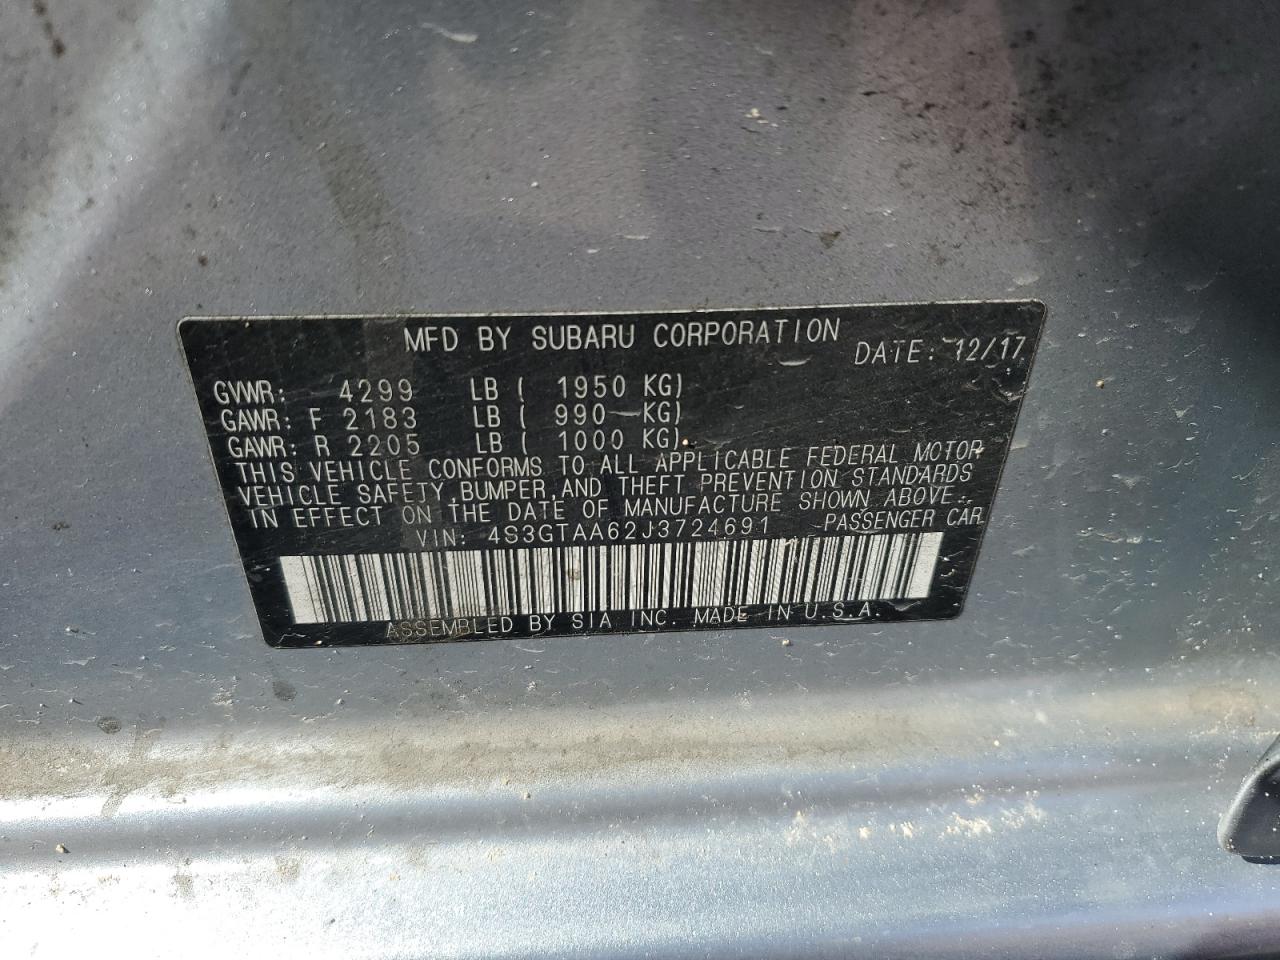 MFD BY SUBARU CORPORATION
DATE: 12/17
GVWR: 4299 LB ( 1950 KG)
GAWR: F 2183 LB ( 990 KG)
GAWR: R 2205 LB ( 1000 KG)
THIS VEHICLE CONFORMS TO ALL APPLICABLE FEDERAL MOTOR
VEHICLE SAFETY,BUMPER,AND THEFT PREVENTION STANDARDS
IN EFFECT ON THE DATE OF MANUFACTURE SHOWN ABOVE.
VIN: 4S3GTAA62J3724691 PASSENGER CAR
ASSEMBLED BY SIA INC. MADE IN U.S.A.